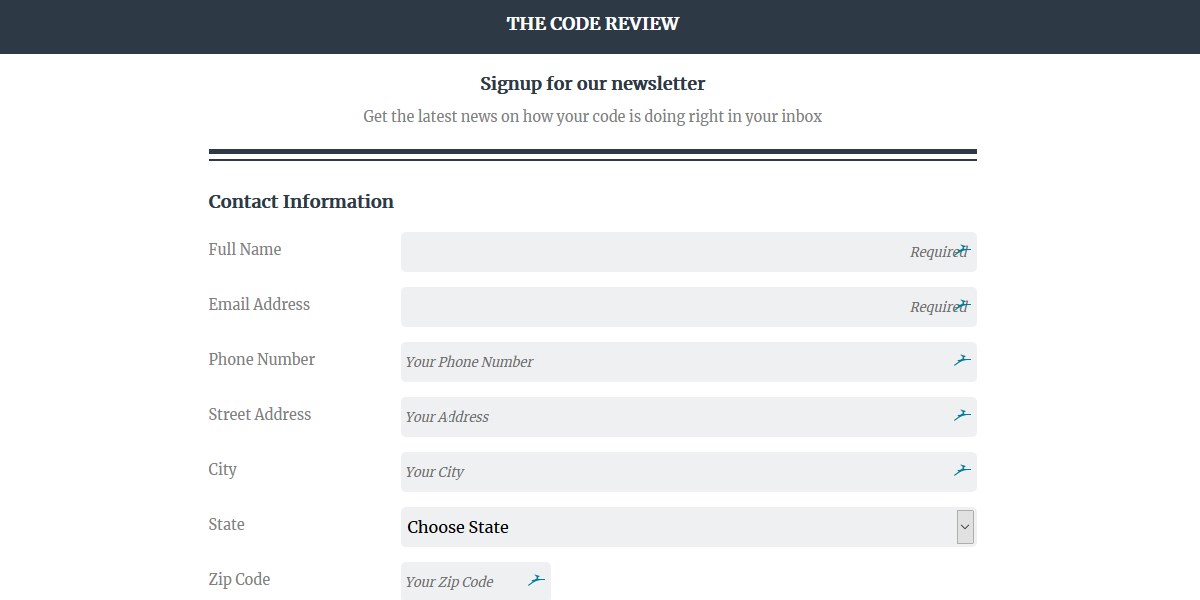 THE CODE REVIEW
Signup for our newsletter
Get the latest news on how your code is doing right in your inbox
Contact Information
Full Name
Required
Email Address
Required
Phone Number
Your Phone Number
Street Address
Your Address
City
Your City
State
Choose State
Zip Code
Your Zip Code